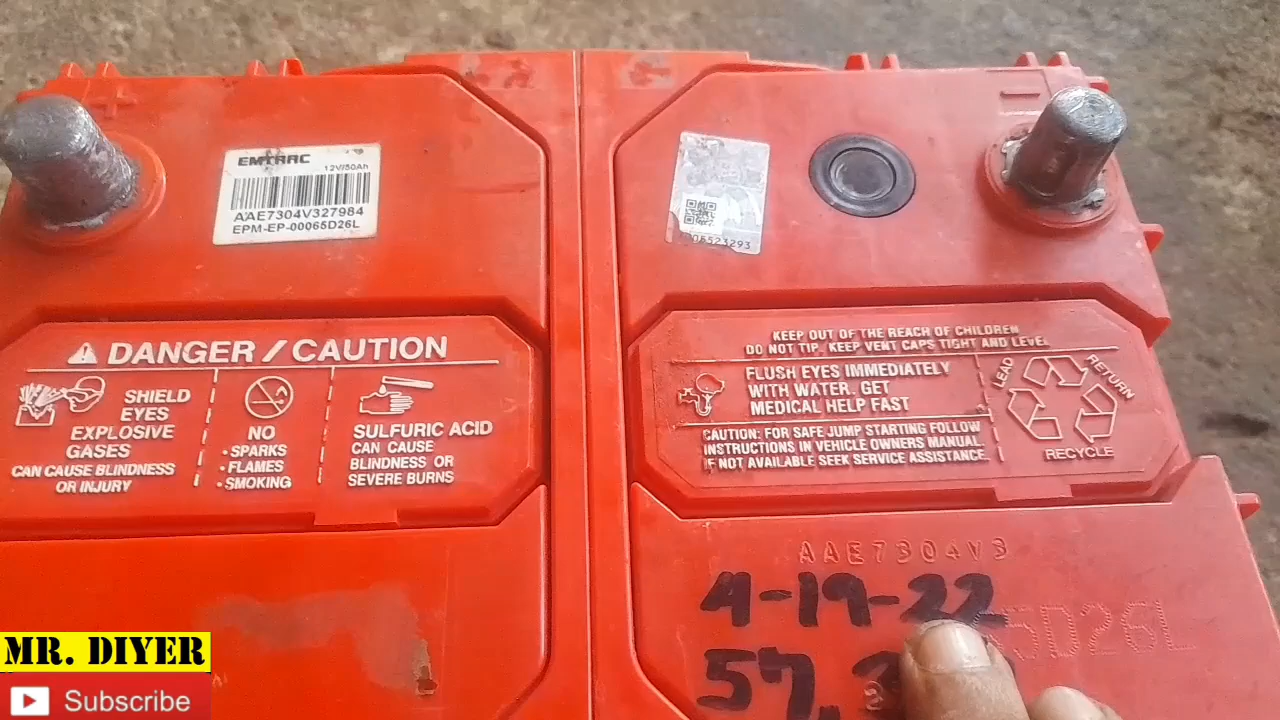 EMTRAC
12V/50Ah
AAE7304V327984
EPM-EP-00065D26L
DANGER / CAUTION
SHIELD
EYES
EXPLOSIVE
GASES
CAN CAUSE BLINDNESS
OR INJURY
NO
• SPARKS
• FLAMES
• SMOKING
SULFURIC ACID
CAN CAUSE
BLINDNESS OR
SEVERE BURNS
KEEP OUT OF THE REACH OF CHILDREN
DO NOT TIP. KEEP VENT CAPS TIGHT AND LEVEL
FLUSH EYES IMMEDIATELY
WITH WATER. GET
MEDICAL HELP FAST
CAUTION: FOR SAFE JUMP STARTING FOLLOW
INSTRUCTIONS IN VEHICLE OWNERS MANUAL.
IF NOT AVAILABLE SEEK SERVICE ASSISTANCE.
LEAD
RETURN
RECYCLE
AAE7304V3
4-19-22
5D26L
57,
MR. DIYER
Subscribe